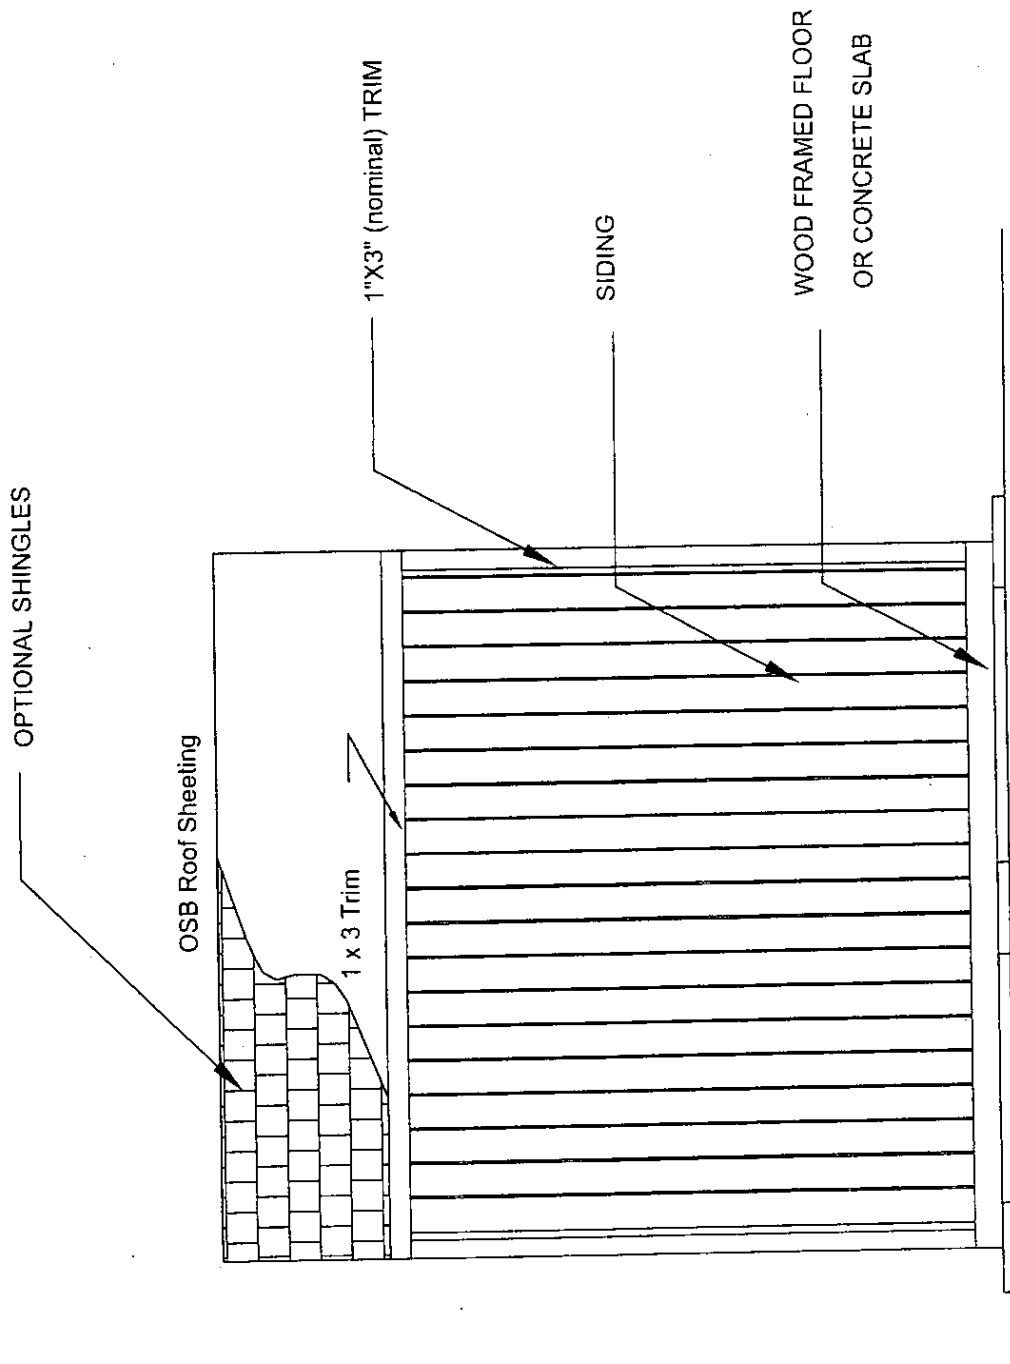 OPTIONAL SHINGLES
OSB Roof Sheeting
1 x 3 Trim
1"X3" (nominal) TRIM
SIDING
WOOD FRAMED FLOOR
OR CONCRETE SLAB